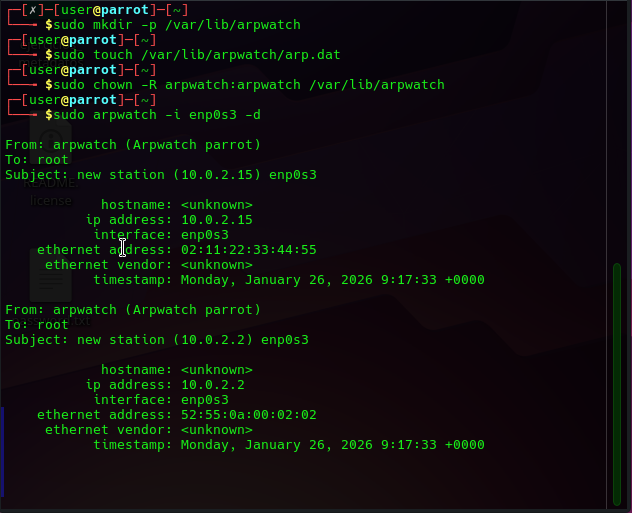 ┌─[✗]─[user@parrot]─[~]
└──╼ $sudo mkdir -p /var/lib/arpwatch
┌─[user@parrot]─[~]
└──╼ $sudo touch /var/lib/arpwatch/arp.dat
┌─[user@parrot]─[~]
└──╼ $sudo chown -R arpwatch:arpwatch /var/lib/arpwatch
┌─[user@parrot]─[~]
└──╼ $sudo arpwatch -i enp0s3 -d

From: arpwatch (Arpwatch parrot)
To: root
Subject: new station (10.0.2.15) enp0s3
README
license

hostname: <unknown>
ip address: 10.0.2.15
interface: enp0s3
ethernet address: 02:11:22:33:44:55
ethernet vendor: <unknown>
timestamp: Monday, January 26, 2026 9:17:33 +0000

From: arpwatch (Arpwatch parrot)
To: root
Subject: new station (10.0.2.2) enp0s3

hostname: <unknown>
ip address: 10.0.2.2
interface: enp0s3
ethernet address: 52:55:0a:00:02:02
ethernet vendor: <unknown>
timestamp: Monday, January 26, 2026 9:17:33 +0000